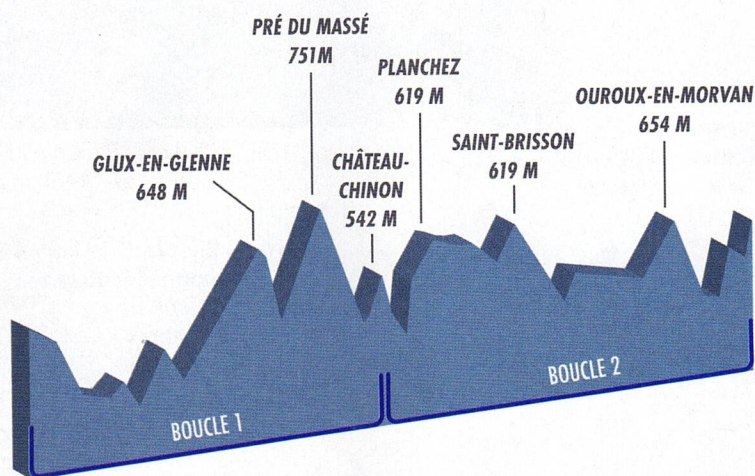 PRÉ DU MASSÉ
751M
PLANCHEZ
619 M
OUROUX-EN-MORVAN
654 M
SAINT-BRISSON
619 M
GLUX-EN-GLENNE
648 M
CHÂTEAU-
CHINON
542 M
BOUCLE 1
BOUCLE 2